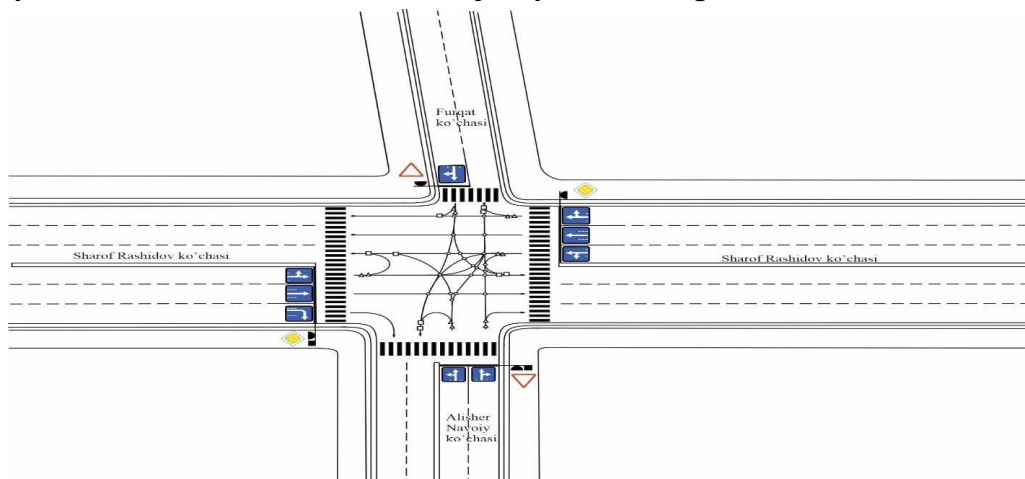 Furqat
ko'chasi
Sharof Rashidov ko'chasi
Sharof Rashidov ko'chasi
Alisher
Navoiy
ko'chasi